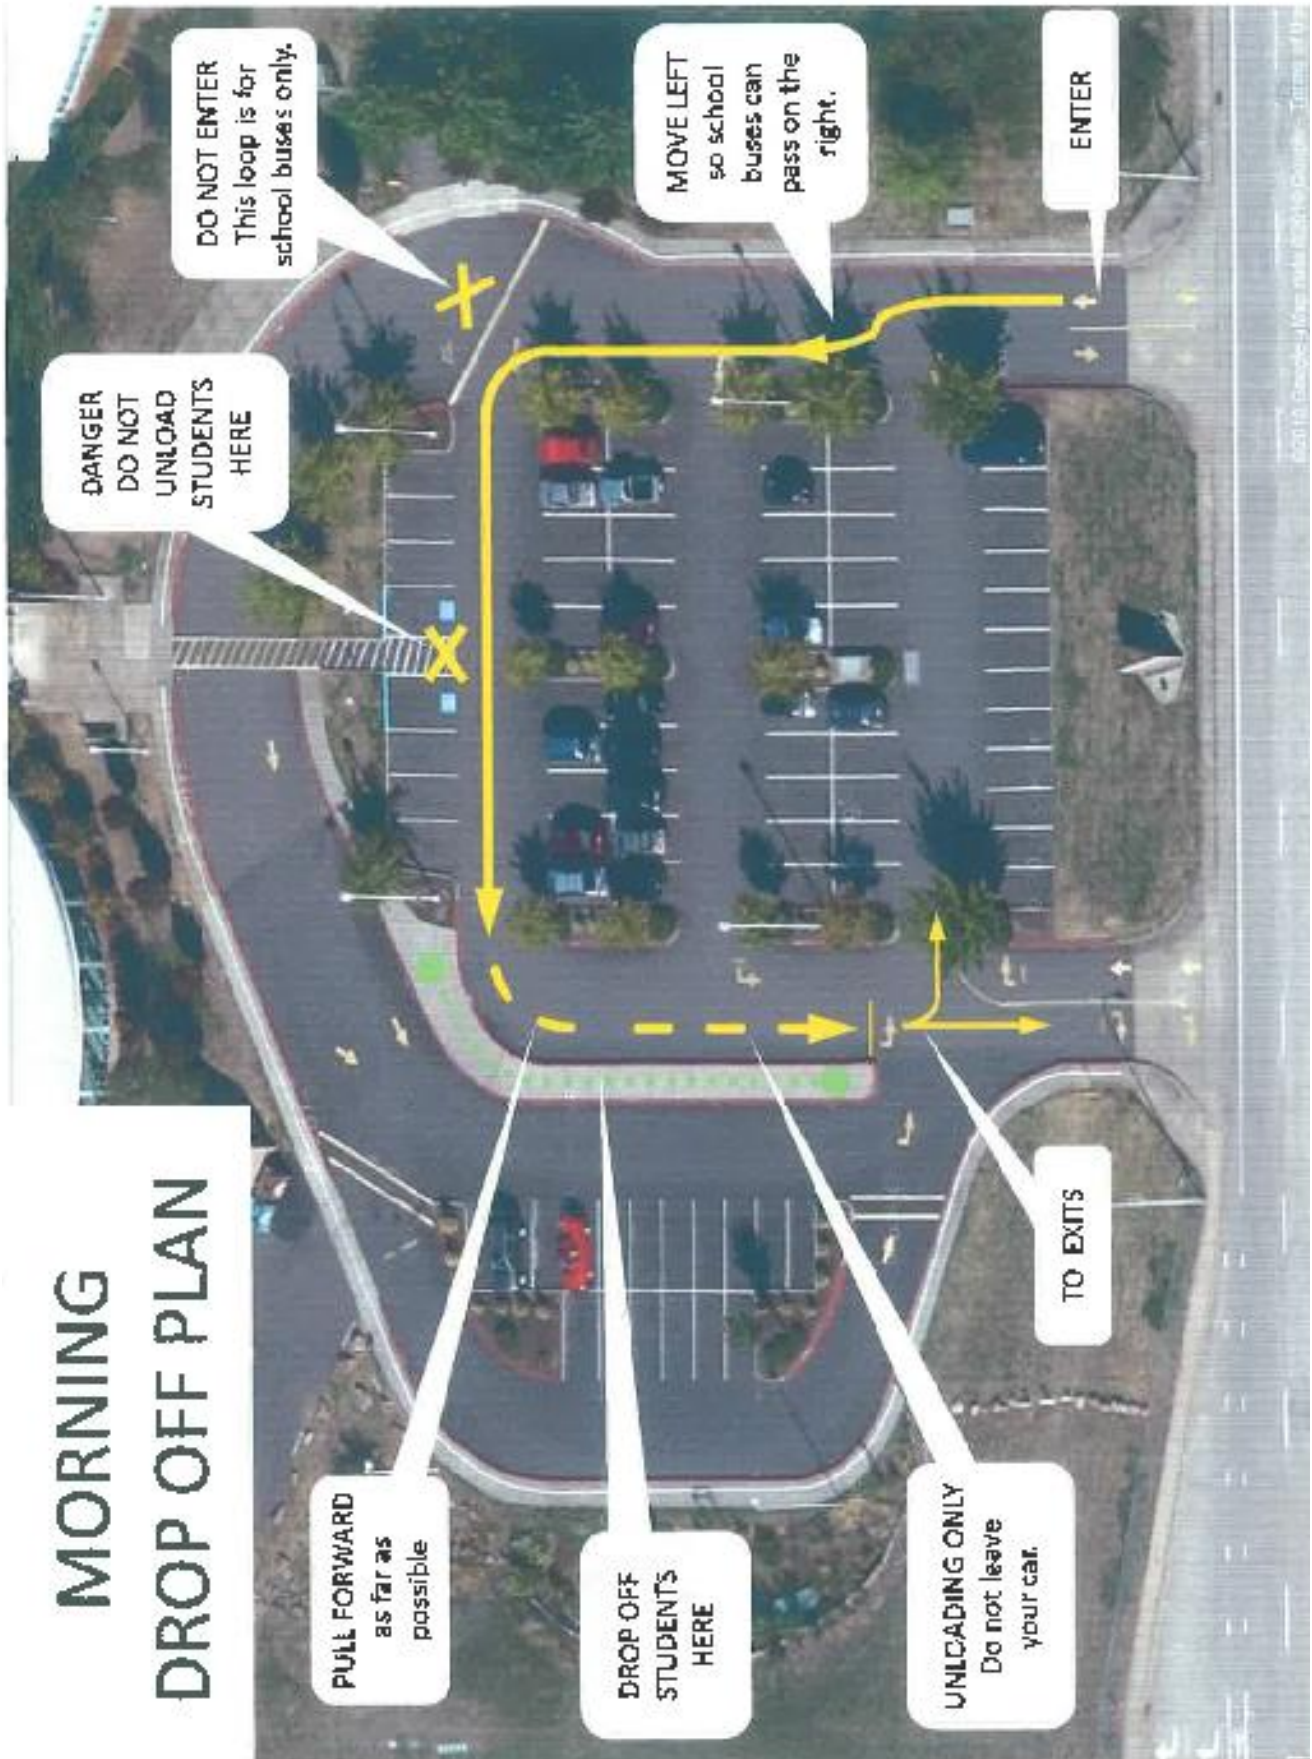 MORNING
DROP OFF PLAN
PULL FORWARD
as far as
possible
DROP OFF
STUDENTS
HERE
UNLOADING ONLY
Do not leave
your car.
TO EXITS
DANGER
DO NOT
UNLOAD
STUDENTS
HERE
DO NOT ENTER
This loop is for
school buses only.
MOVE LEFT
so school
buses can
pass on the
right.
ENTER